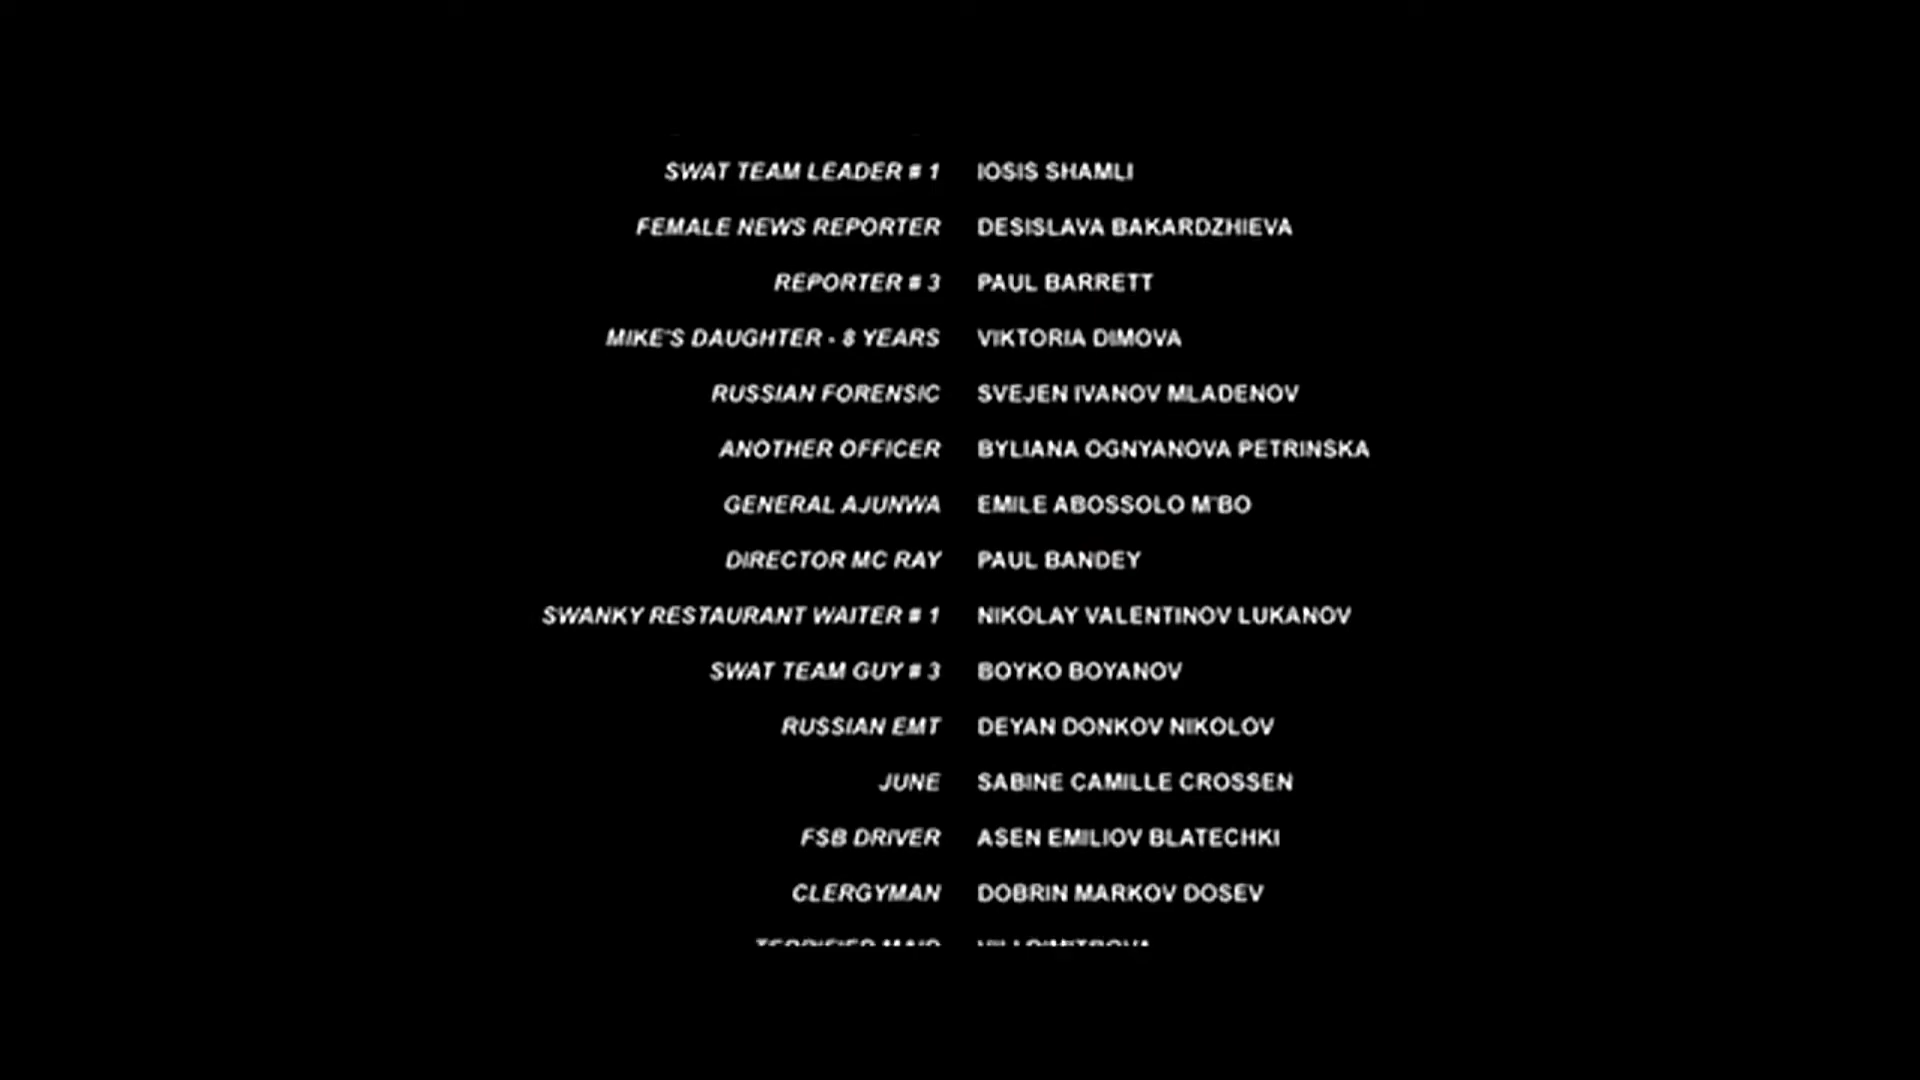 SWAT TEAM LEADER # 1 IOSIS SHAMLI
FEMALE NEWS REPORTER DESISLAVA BAKARDZHIEVA
REPORTER # 3 PAUL BARRETT
MIKE'S DAUGHTER - 8 YEARS VIKTORIA DIMOVA
RUSSIAN FORENSIC SVEJEN IVANOV MLADENOV
ANOTHER OFFICER BYLIANA OGNYANOVA PETRINSKA
GENERAL AJUNWA EMILE ABOSSOLO M'BO
DIRECTOR MC RAY PAUL BANDEY
SWANKY RESTAURANT WAITER # 1 NIKOLAY VALENTINOV LUKANOV
SWAT TEAM GUY # 3 BOYKO BOYANOV
RUSSIAN EMT DEYAN DONKOV NIKOLOV
JUNE SABINE CAMILLE CROSSEN
FSB DRIVER ASEN EMILIOV BLATECHKI
CLERGYMAN DOBRIN MARKOV DOSEV